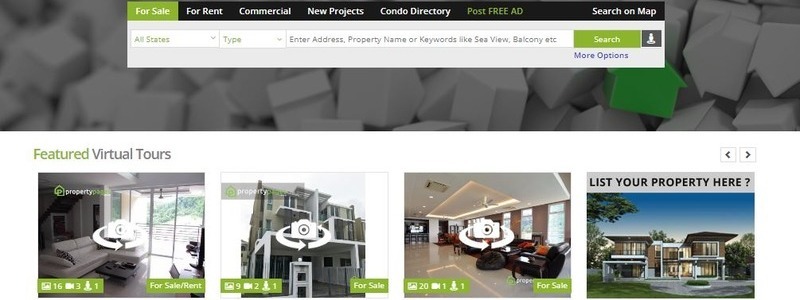 For Sale For Rent Commercial New Projects Condo Directory Post FREE AD Search on Map
All States Type Enter Address, Property Name or Keywords like Sea View, Balcony etc Search
More Options
Featured Virtual Tours
propertypages
LIST YOUR PROPERTY HERE ?
16 3 1 For Sale/Rent
9 2 1 For Sale
20 1 1 For Sale